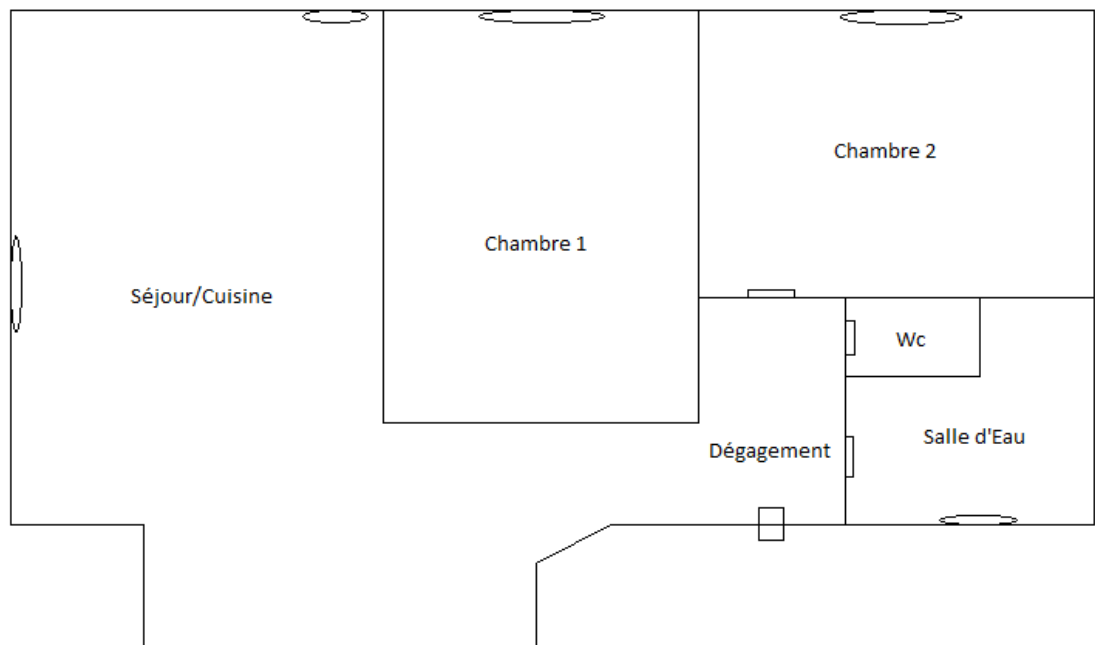 Chambre 2
Chambre 1
Séjour/Cuisine
Wc
Salle d'Eau
Dégagement